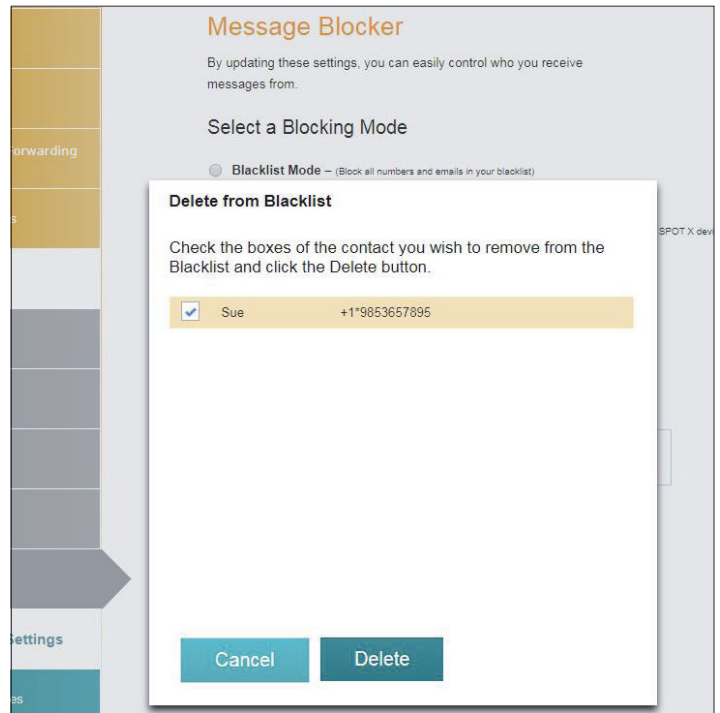 Message Blocker
By updating these settings, you can easily control who you receive
messages from.
Select a Blocking Mode
orwarding
Blacklist Mode – (Block all numbers and emails in your blacklist)
Delete from Blacklist
s
SPOT X devi
Check the boxes of the contact you wish to remove from the
Blacklist and click the Delete button.
Sue +1*9853657895
Settings
Cancel Delete
es